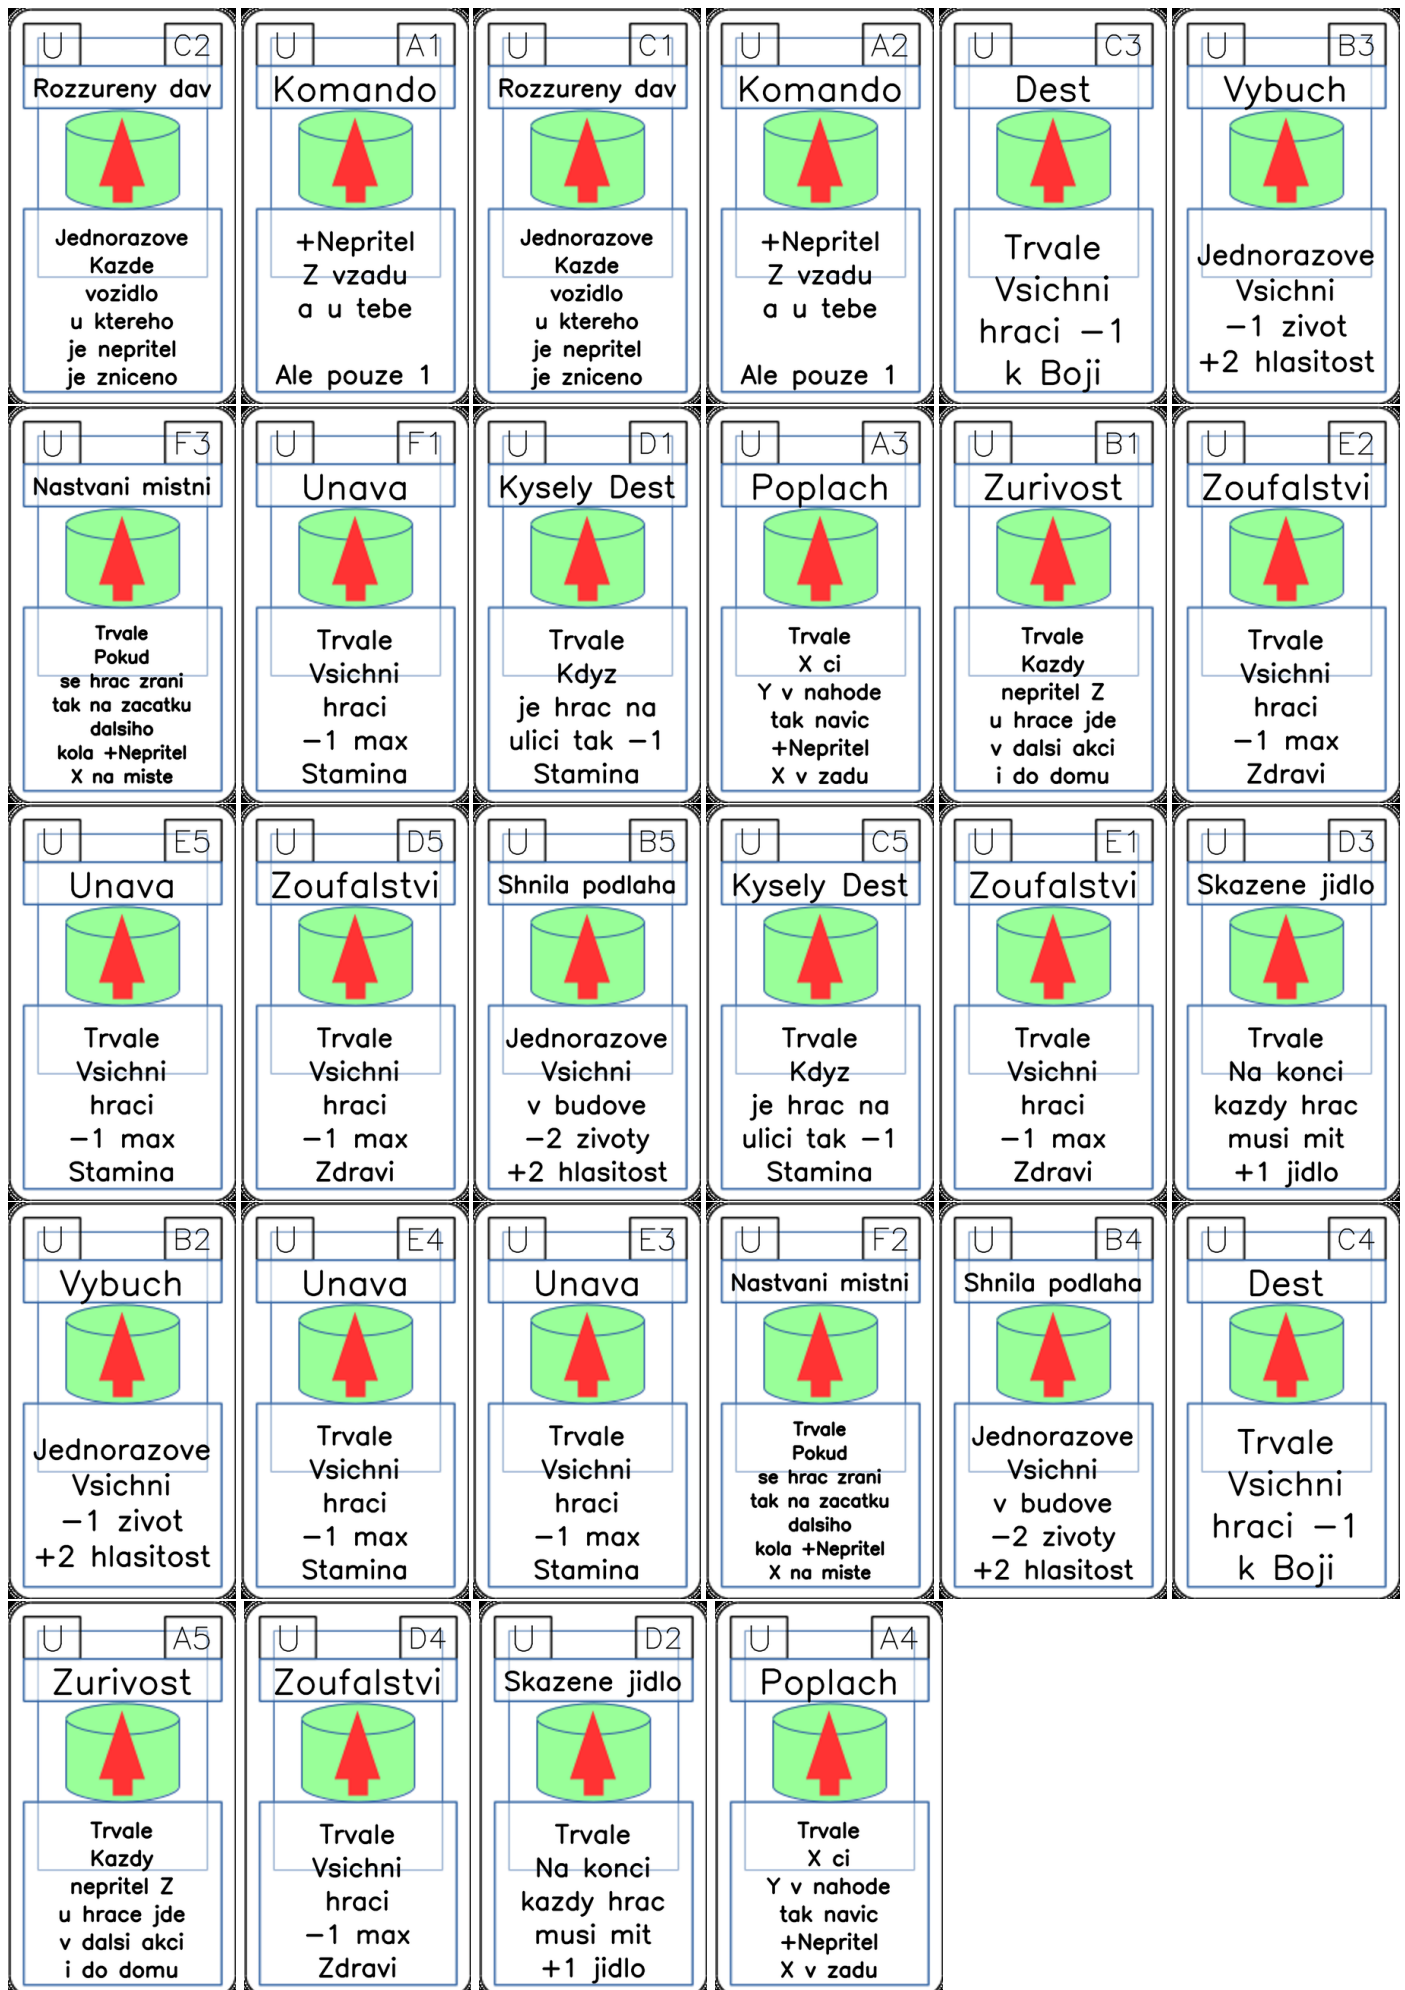 U C2
Rozzureny dav
Jednorazove
Kazde
vozidlo
u ktereho
je nepritel
je zniceno
U A1
Komando
+Nepritel
Z vzadu
a u tebe
Ale pouze 1
U C1
Rozzureny dav
Jednorazove
Kazde
vozidlo
u ktereho
je nepritel
je zniceno
U A2
Komando
+Nepritel
Z vzadu
a u tebe
Ale pouze 1
U C3
Dest
Trvale
Vsichni
hraci -1
k Boji
U B3
Vybuch
Jednorazove
Vsichni
-1 zivot
+2 hlasitost
U F3
Nastvani mistni
Trvale
Pokud
se hrac zrani
tak na zacatku
dalsiho
kola +Nepritel
X na miste
U F1
Unava
Trvale
Vsichni
hraci
-1 max
Stamina
U D1
Kysely Dest
Trvale
Kdyz
je hrac na
ulici tak -1
Stamina
U A3
Poplach
Trvale
X ci
Y v nahode
tak navic
+Nepritel
X v zadu
U B1
Zurivost
Trvale
Kazdy
nepritel Z
u hrace jde
v dalsi akci
i do domu
U E2
Zoufalstvi
Trvale
Vsichni
hraci
-1 max
Zdravi
U E5
Unava
Trvale
Vsichni
hraci
-1 max
Stamina
U D5
Zoufalstvi
Trvale
Vsichni
hraci
-1 max
Zdravi
U B5
Shnila podlaha
Jednorazove
Vsichni
v budove
-2 zivoty
+2 hlasitost
U C5
Kysely Dest
Trvale
Kdyz
je hrac na
ulici tak -1
Stamina
U E1
Zoufalstvi
Trvale
Vsichni
hraci
-1 max
Zdravi
U D3
Skazene jidlo
Trvale
Na konci
kazdy hrac
musi mit
+1 jidlo
U B2
Vybuch
Jednorazove
Vsichni
-1 zivot
+2 hlasitost
U E4
Unava
Trvale
Vsichni
hraci
-1 max
Stamina
U E3
Unava
Trvale
Vsichni
hraci
-1 max
Stamina
U F2
Nastvani mistni
Trvale
Pokud
se hrac zrani
tak na zacatku
dalsiho
kola +Nepritel
X na miste
U B4
Shnila podlaha
Jednorazove
Vsichni
v budove
-2 zivoty
+2 hlasitost
U C4
Dest
Trvale
Vsichni
hraci -1
k Boji
U A5
Zurivost
Trvale
Kazdy
nepritel Z
u hrace jde
v dalsi akci
i do domu
U D4
Zoufalstvi
Trvale
Vsichni
hraci
-1 max
Zdravi
U D2
Skazene jidlo
Trvale
Na konci
kazdy hrac
musi mit
+1 jidlo
U A4
Poplach
Trvale
X ci
Y v nahode
tak navic
+Nepritel
X v zadu